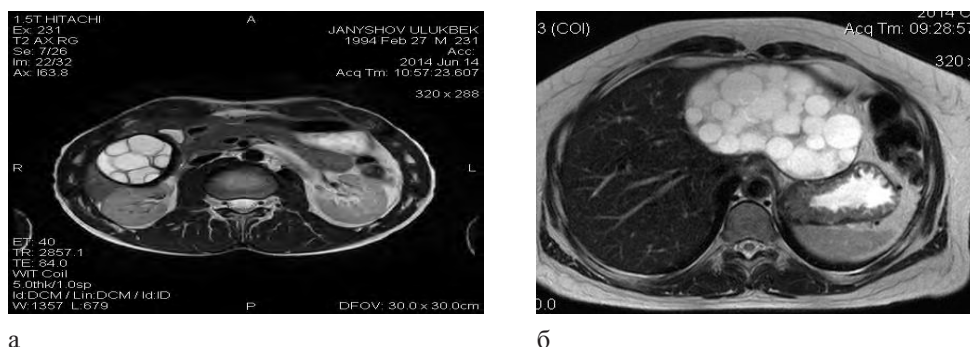 1.5T HITACHI
Ex: 231
T2 AX RG
Se: 7/26
Im: 22/32
Ax: I63.8
A
JANYSHOV ULUKBEK
1994 Feb 27 M 231
Acc:
2014 Jun 14
Acq Tm: 10:57:23.607
320 x 288
R
L
ET: 40
TR: 2857.1
TE: 84.0
WIT Coil
5.0thk/1.0sp
Id:DCM / Lin:DCM / Id:ID
W:1357 L:679
P
DFOV: 30.0 x 30.0cm
3 (COI)
2014
Acq Tm: 09:28:57
320
0.0
а
б